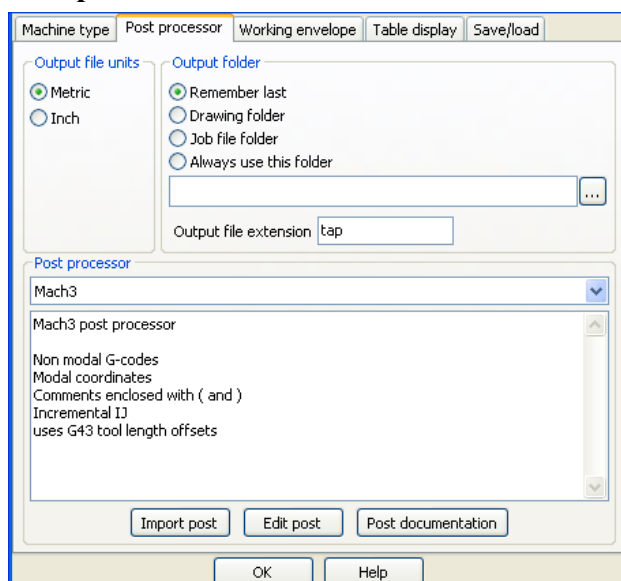 Machine type Post processor Working envelope Table display Save/load
Output file units
Metric
Inch
Output folder
Remember last
Drawing folder
Job file folder
Always use this folder
...
Output file extension tap
Post processor
Mach3
Mach3 post processor
Non modal G-codes
Modal coordinates
Comments enclosed with ( and )
Incremental IJ
uses G43 tool length offsets
Import post Edit post Post documentation
OK Help